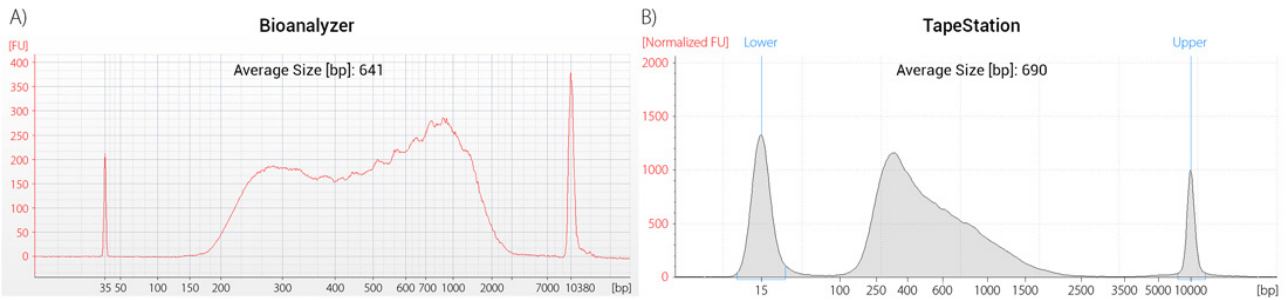 A)
Bioanalyzer
[FU]
Average Size [bp]: 641
400
350
300
250
200
150
100
50
0
35 50 100 150 200 300 400 500 600 700 1000 2000 7000 10380 [bp]
B)
TapeStation
[Normalized FU] Lower Upper
Average Size [bp]: 690
2000
1500
1000
500
0
15 100 250 400 600 1000 1500 2500 3500 5000 10000 [bp]